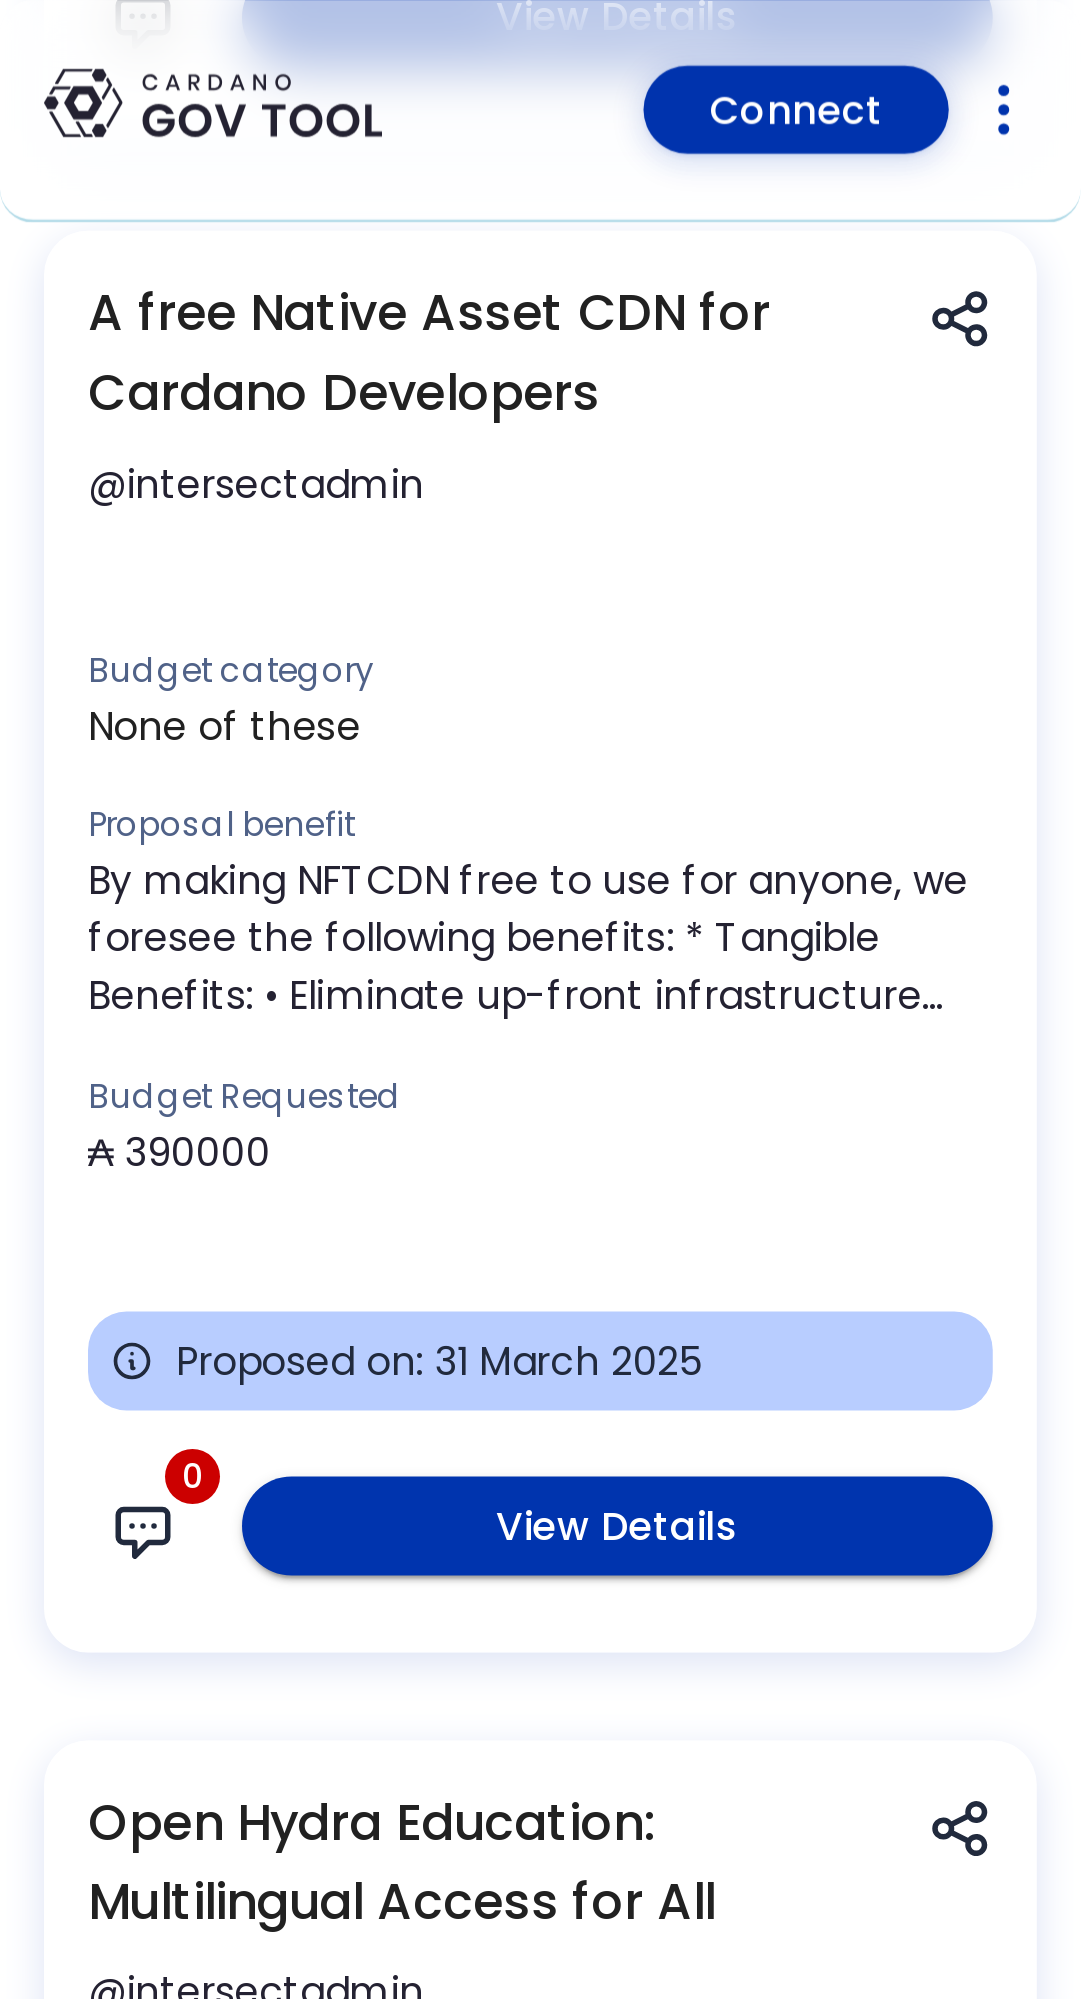 View Details
CARDANO
GOV TOOL
Connect
A free Native Asset CDN for
Cardano Developers
@intersectadmin
Budget category
None of these
Proposal benefit
By making NFTCDN free to use for anyone, we
foresee the following benefits: * Tangible
Benefits: • Eliminate up-front infrastructure...
Budget Requested
₳ 390000
Proposed on: 31 March 2025
0
View Details
Open Hydra Education:
Multilingual Access for All
@intersectadmin